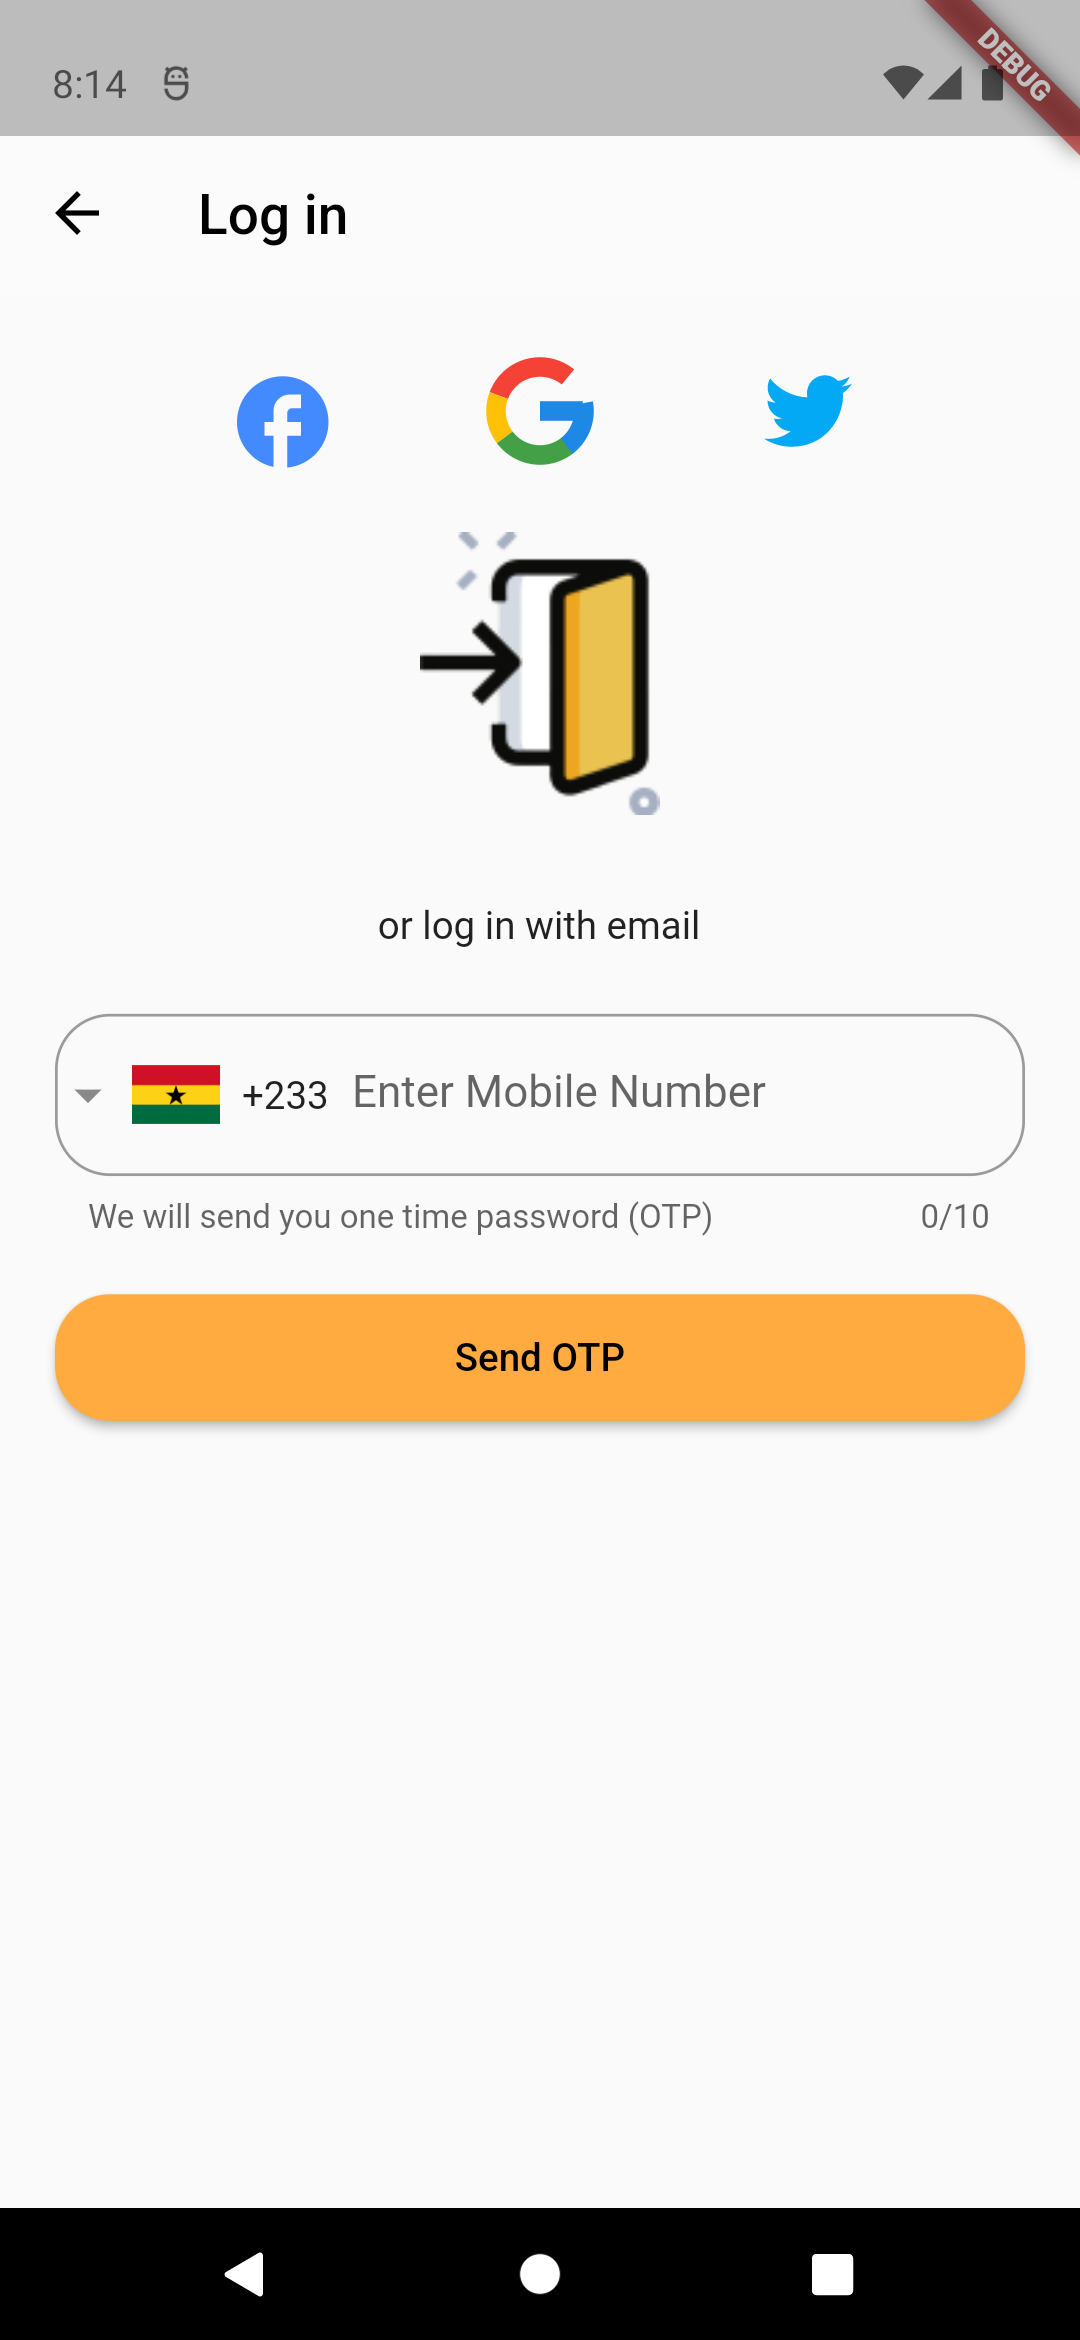 8:14
DEBUG
Log in
or log in with email
+233 Enter Mobile Number
We will send you one time password (OTP) 0/10
Send OTP